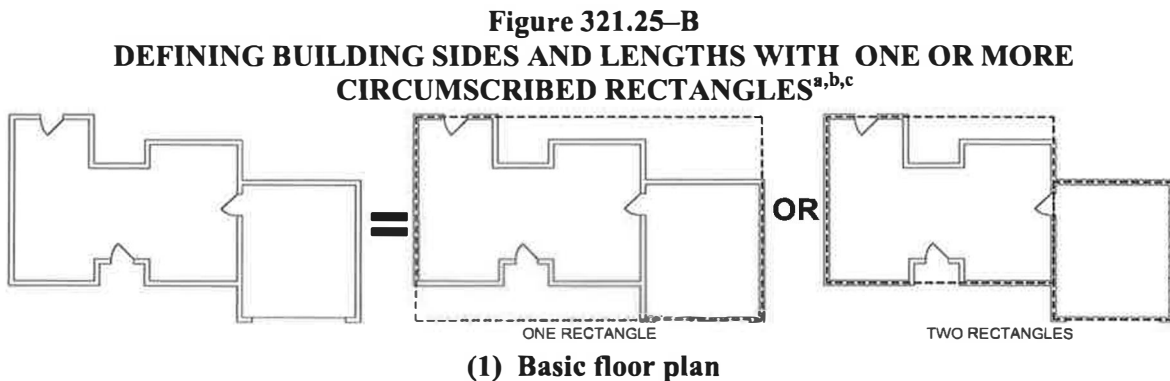 Figure 321.25–B
DEFINING BUILDING SIDES AND LENGTHS WITH ONE OR MORE
CIRCUMSCRIBED RECTANGLES^a,b,c
= OR
ONE RECTANGLE TWO RECTANGLES
(1) Basic floor plan